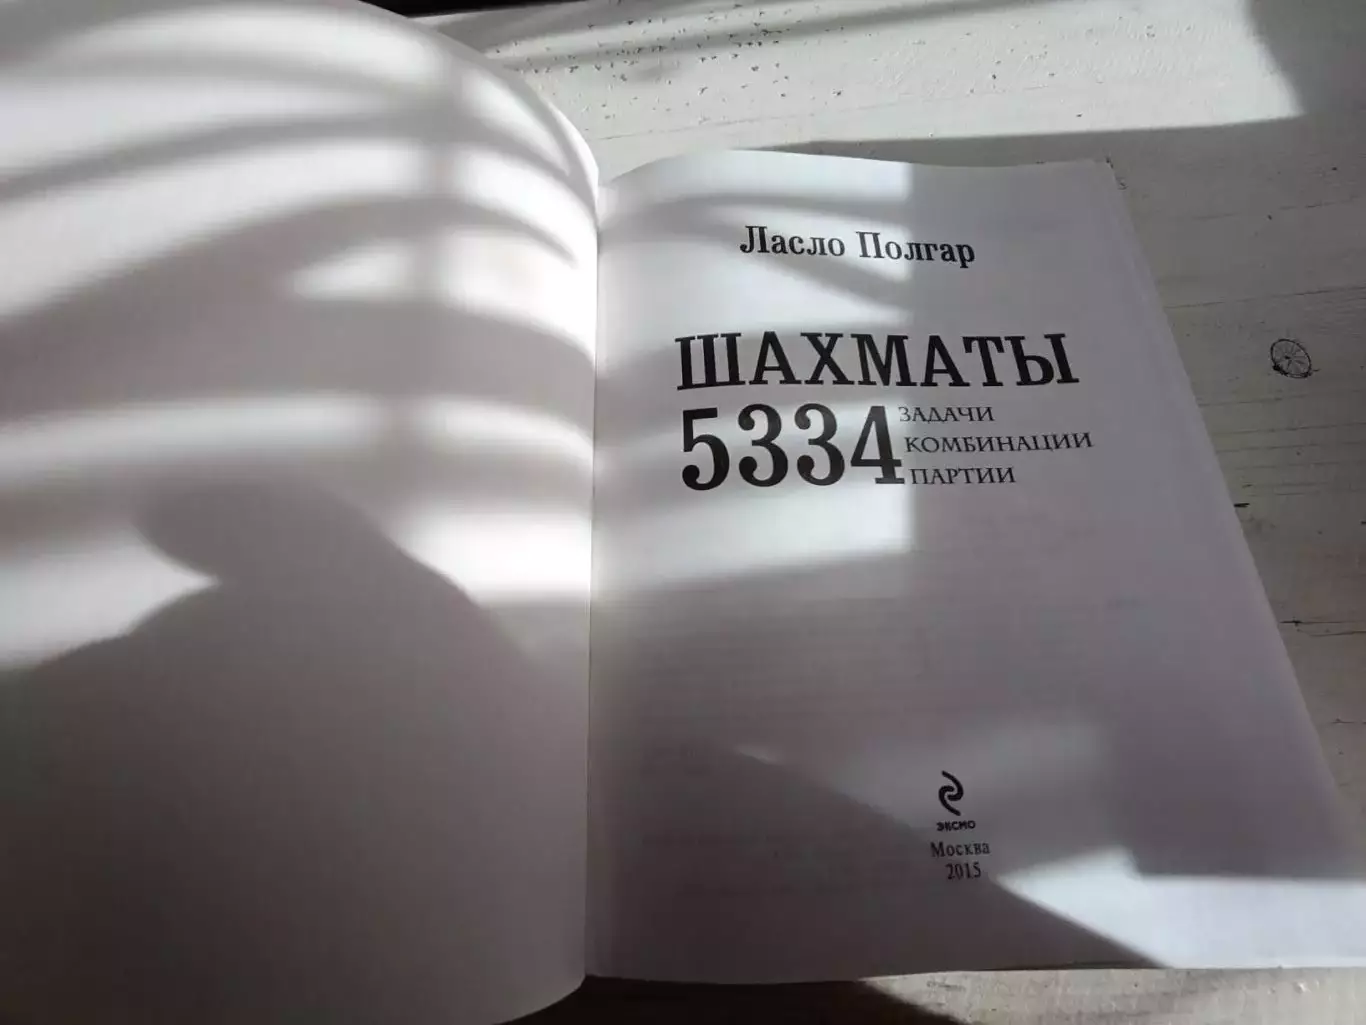 Ласло Полгар
ШАХМАТЫ
5334
ЗАДАЧИ
КОМБИНАЦИИ
ПАРТИИ
ЭКСМО
Москва
2015